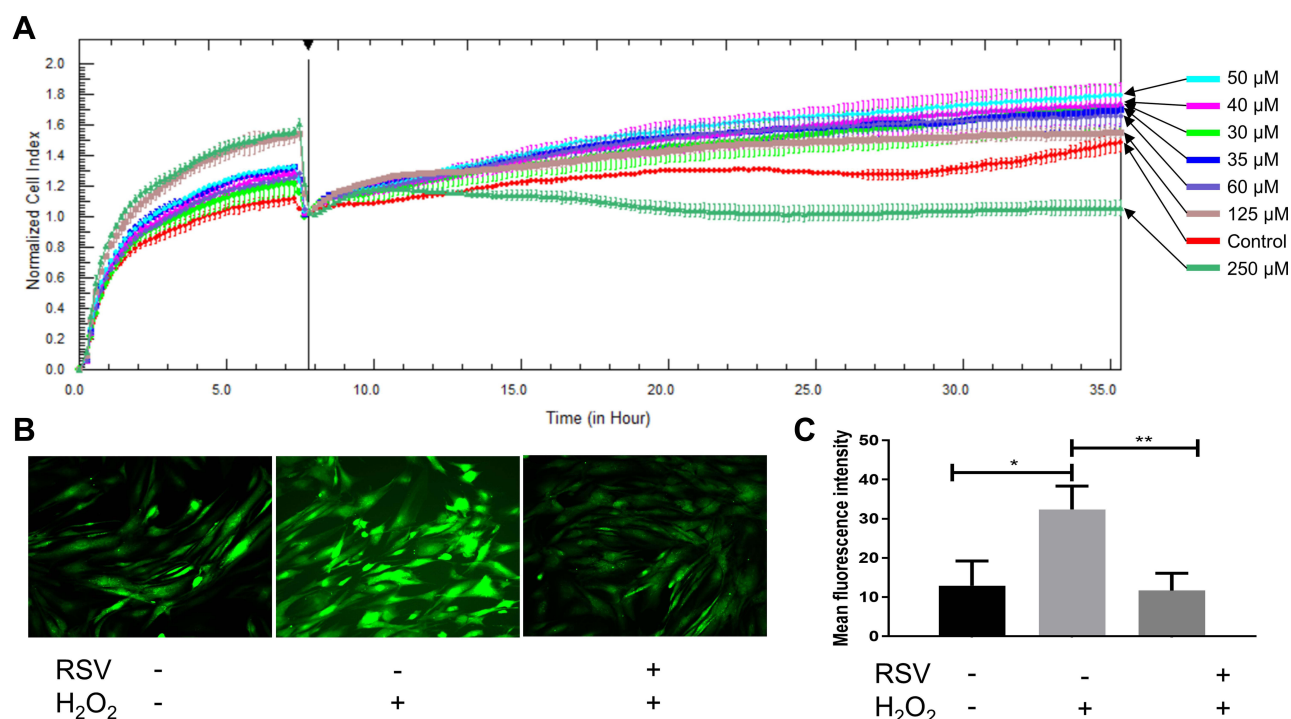 A
Normalized Cell Index
2.0
1.8
1.6
1.4
1.2
1.0
0.8
0.6
0.4
0.2
0.0
0.0 5.0 10.0 15.0 20.0 25.0 30.0 35.0
Time (in Hour)
50 µM
40 µM
30 µM
35 µM
60 µM
125 µM
Control
250 µM
B
RSV - - +
H₂O₂ - + +
C
Mean fluorescence intensity
50
40
30
20
10
0
* **
RSV - - +
H₂O₂ - + +